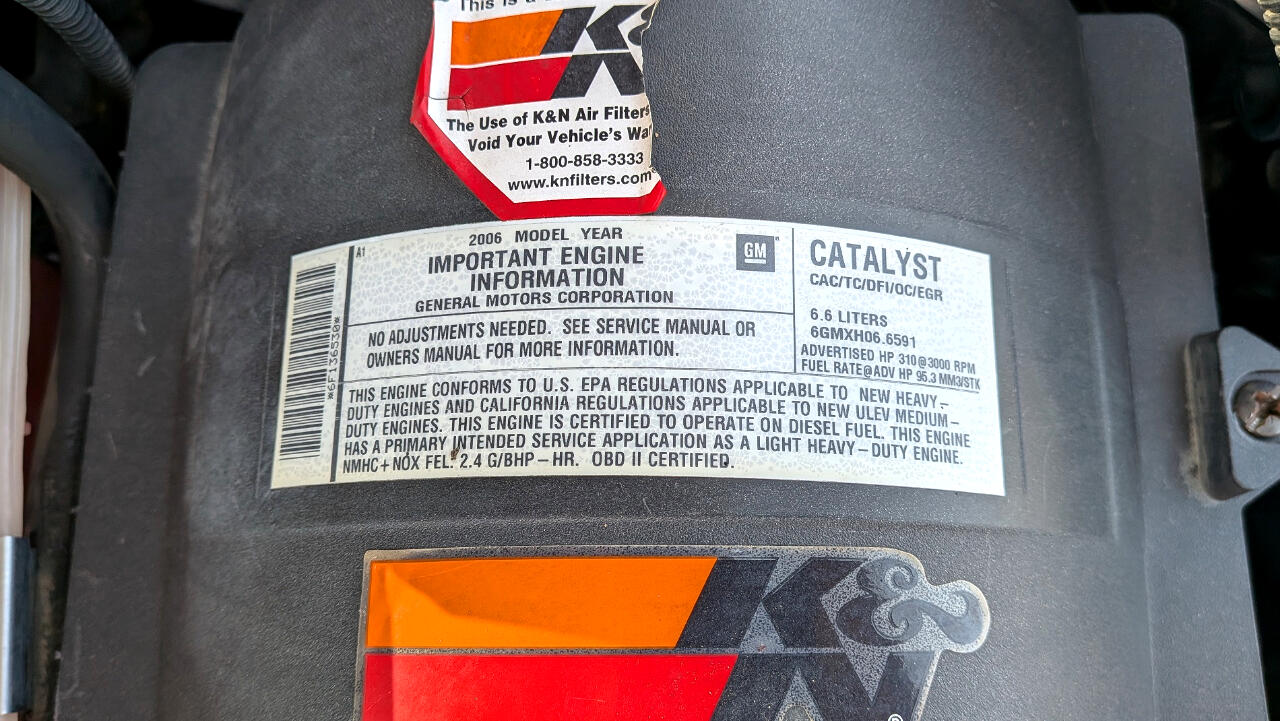 This is a
K&
N
The Use of K&N Air Filters
Void Your Vehicle's Wa
1-800-858-3333
www.knfilters.com
A1
*6F136530*
2006 MODEL YEAR
IMPORTANT ENGINE
INFORMATION
GENERAL MOTORS CORPORATION
GM
NO ADJUSTMENTS NEEDED. SEE SERVICE MANUAL OR
OWNERS MANUAL FOR MORE INFORMATION.
CATALYST
CAC/TC/DFI/OC/EGR
6.6 LITERS
6GMXH06.6591
ADVERTISED HP 310@3000 RPM
FUEL RATE@ADV HP 95.3 MM3/STK
THIS ENGINE CONFORMS TO U.S. EPA REGULATIONS APPLICABLE TO NEW HEAVY-
DUTY ENGINES AND CALIFORNIA REGULATIONS APPLICABLE TO NEW ULEV MEDIUM-
DUTY ENGINES. THIS ENGINE IS CERTIFIED TO OPERATE ON DIESEL FUEL. THIS ENGINE
HAS A PRIMARY INTENDED SERVICE APPLICATION AS A LIGHT HEAVY-DUTY ENGINE.
NMHC+NOX FEL: 2.4 G/BHP-HR. OBD II CERTIFIED.
K&
N®